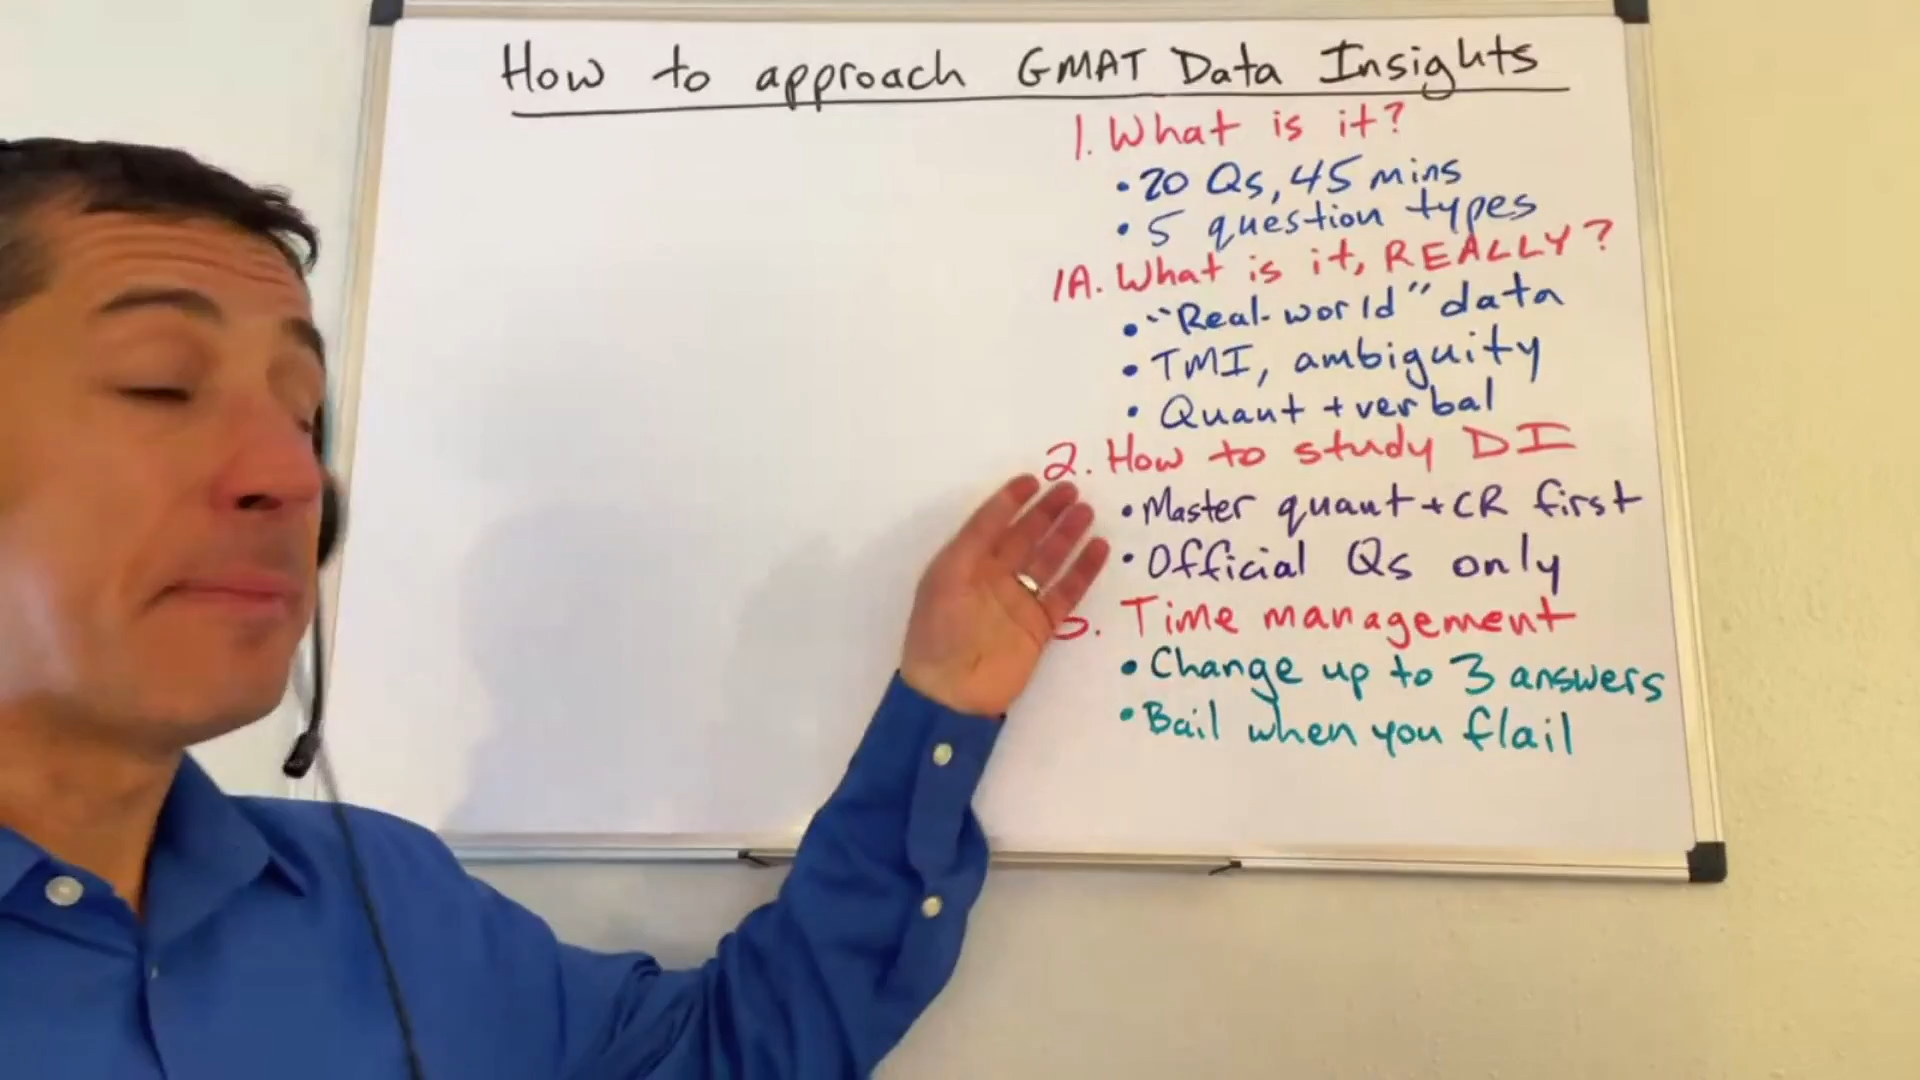 How to approach GMAT Data Insights
1. What is it?
• 20 Qs, 45 mins
• 5 question types
1A. What is it, REALLY?
• "Real-world" data
• TMI, ambiguity
• Quant + verbal
2. How to study DI
• Master quant + CR first
• Official Qs only
Time management
• Change up to 3 answers
• Bail when you flail